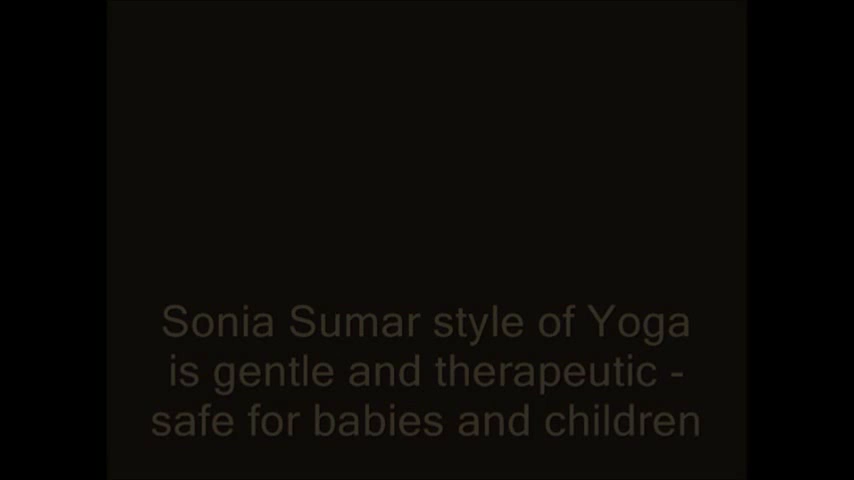 Sonia Sumar style of Yoga
is gentle and therapeutic -
safe for babies and children